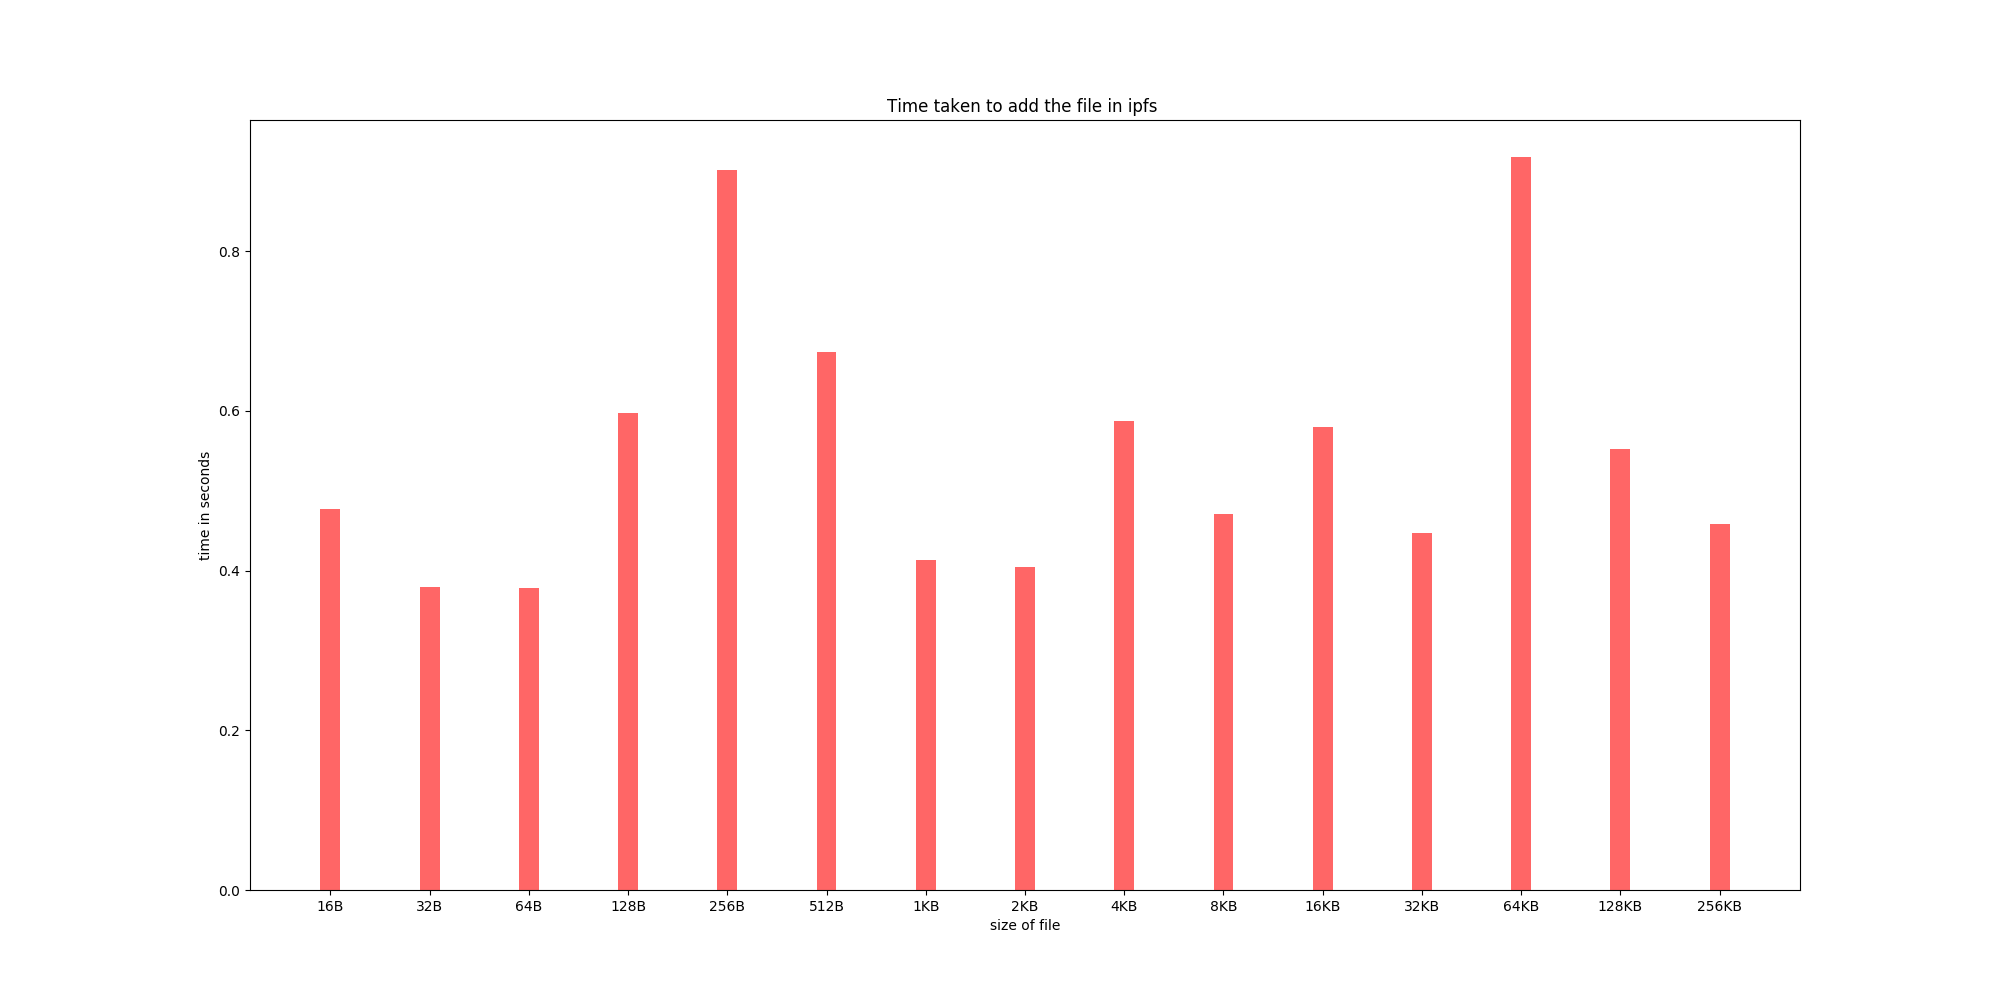 Time taken to add the file in ipfs
time in seconds
0.8
0.6
0.4
0.2
0.0
16B 32B 64B 128B 256B 512B 1KB 2KB 4KB 8KB 16KB 32KB 64KB 128KB 256KB
size of file